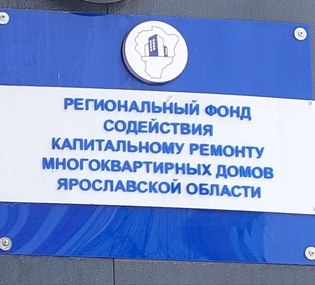 РЕГИОНАЛЬНЫЙ ФОНД
СОДЕЙСТВИЯ
КАПИТАЛЬНОМУ РЕМОНТУ
МНОГОКВАРТИРНЫХ ДОМОВ
ЯРОСЛАВСКОЙ ОБЛАСТИ